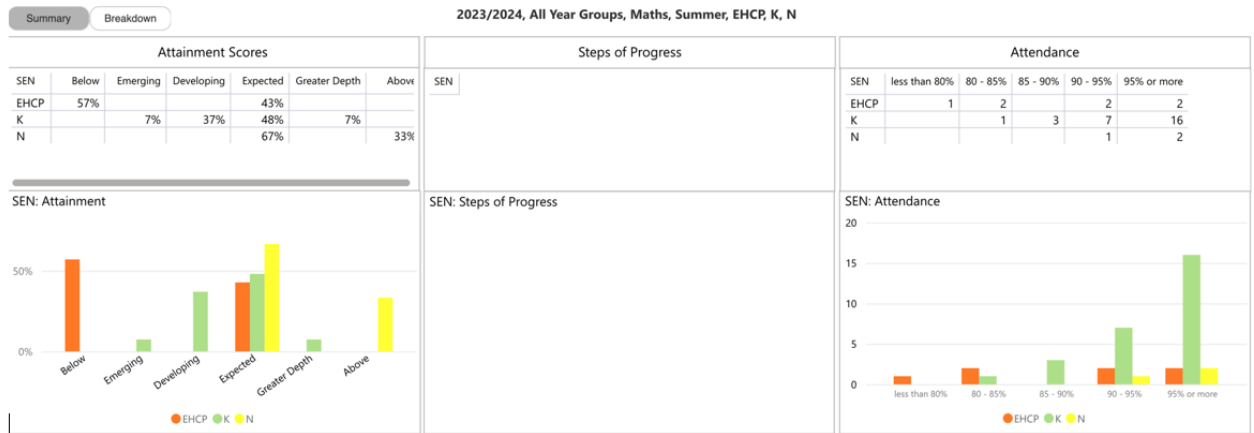 Summary Breakdown 2023/2024, All Year Groups, Maths, Summer, EHCP, K, N
Attainment Scores
SEN Below Emerging Developing Expected Greater Depth Above
EHCP 57% 43%
K 7% 37% 48% 7%
N 67% 33%
Steps of Progress
SEN
Attendance
SEN less than 80% 80 - 85% 85 - 90% 90 - 95% 95% or more
EHCP 1 2 2 2
K 1 3 7 16
N 1 2
SEN: Attainment
50%
0%
Below Emerging Developing Expected Greater Depth Above
EHCP K N
SEN: Steps of Progress
SEN: Attendance
20
15
10
5
0
less than 80% 80 - 85% 85 - 90% 90 - 95% 95% or more
EHCP K N